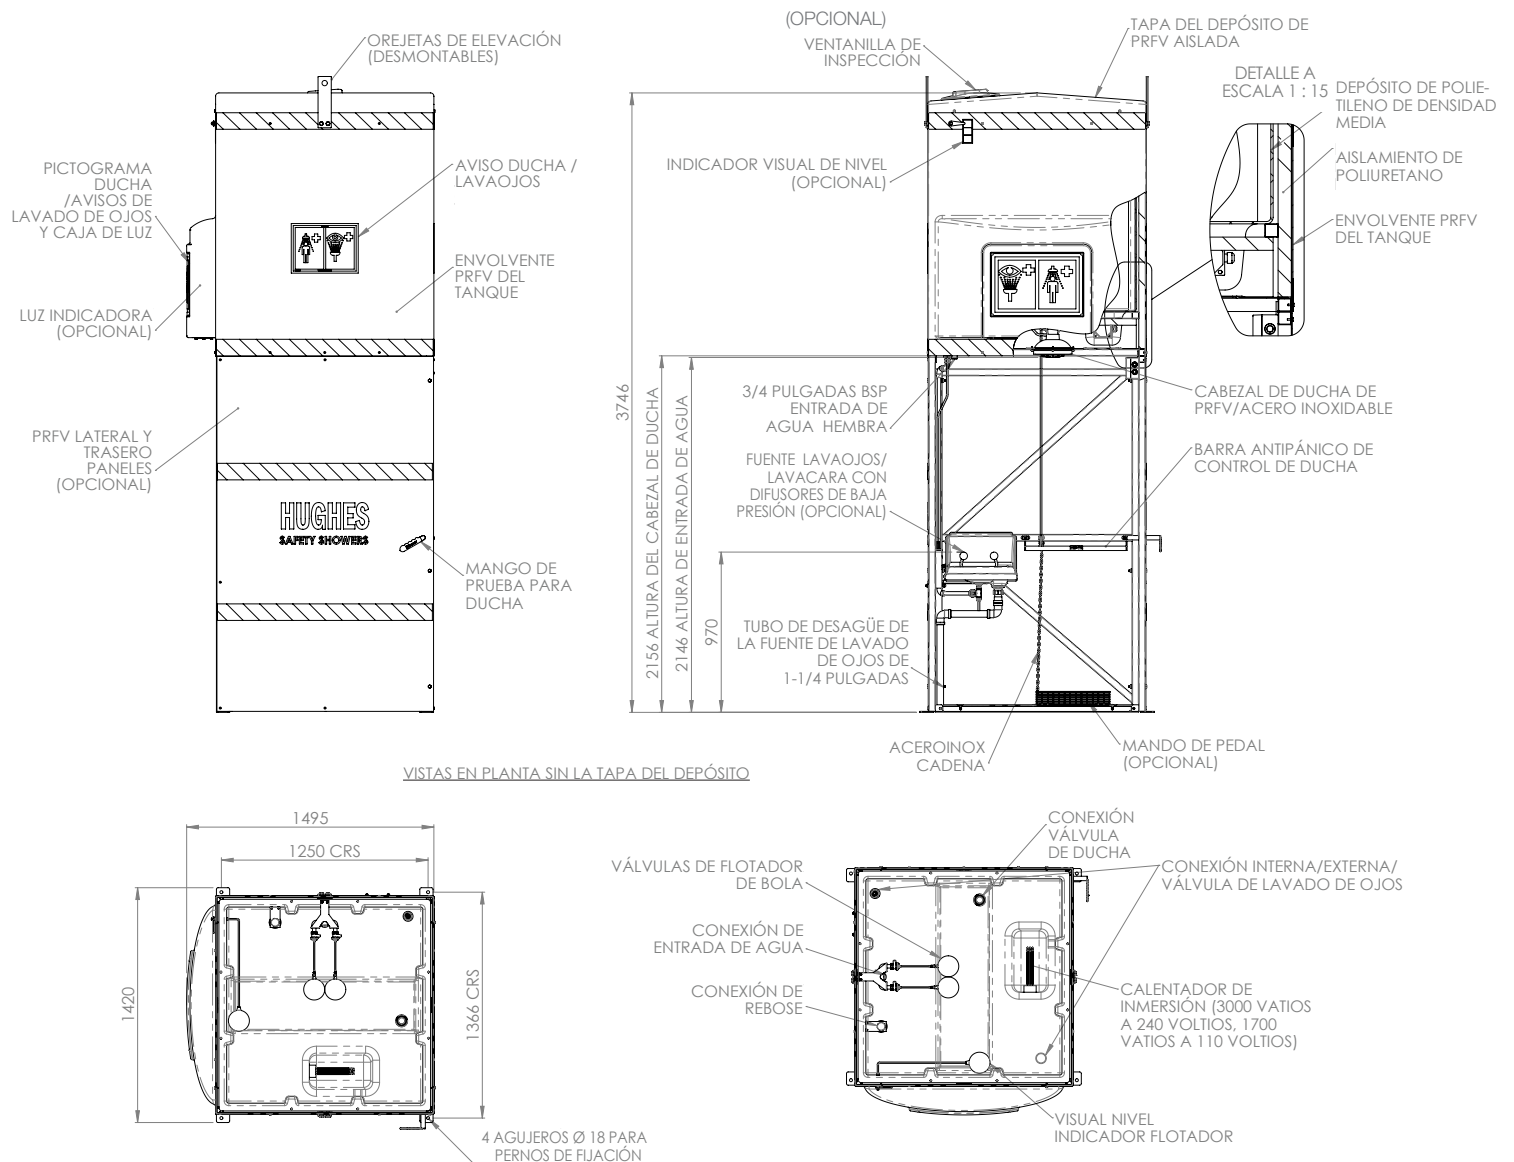 OREJETAS DE ELEVACIÓN
(DESMONTABLES)
PICTOGRAMA
DUCHA
/AVISOS DE
LAVADO DE OJOS
Y CAJA DE LUZ
AVISO DUCHA /
LAVAOJOS
ENVOLVENTE
PRFV DEL
TANQUE
LUZ INDICADORA
(OPCIONAL)
PRFV LATERAL Y
TRASERO
PANELES
(OPCIONAL)
HUGHES
SAFETY SHOWERS
MANGO DE
PRUEBA PARA
DUCHA
(OPCIONAL)
VENTANILLA DE
INSPECCIÓN
TAPA DEL DEPÓSITO DE
PRFV AISLADA
DETALLE A
ESCALA 1 : 15
DEPÓSITO DE POLIE-
TILENO DE DENSIDAD
MEDIA
AISLAMIENTO DE
POLIURETANO
ENVOLVENTE PRFV
DEL TANQUE
INDICADOR VISUAL DE NIVEL
(OPCIONAL)
3746
2156 ALTURA DEL CABEZAL DE DUCHA
2146 ALTURA DE ENTRADA DE AGUA
970
3/4 PULGADAS BSP
ENTRADA DE
AGUA HEMBRA
FUENTE LAVAOJOS/
LAVACARA CON
DIFUSORES DE BAJA
PRESIÓN (OPCIONAL)
TUBO DE DESAGÜE DE
LA FUENTE DE LAVADO
DE OJOS DE
1-1/4 PULGADAS
CABEZAL DE DUCHA DE
PRFV/ACERO INOXIDABLE
BARRA ANTIPÁNICO DE
CONTROL DE DUCHA
ACEROINOX
CADENA
MANDO DE PEDAL
(OPCIONAL)
VISTAS EN PLANTA SIN LA TAPA DEL DEPÓSITO
1495
1250 CRS
1420
1366 CRS
4 AGUJEROS Ø 18 PARA
PERNOS DE FIJACIÓN
CONEXIÓN
VÁLVULA
DE DUCHA
VÁLVULAS DE FLOTADOR
DE BOLA
CONEXIÓN INTERNA/EXTERNA/
VÁLVULA DE LAVADO DE OJOS
CONEXIÓN DE
ENTRADA DE AGUA
CONEXIÓN DE
REBOSE
CALENTADOR DE
INMERSIÓN (3000 VATIOS
A 240 VOLTIOS, 1700
VATIOS A 110 VOLTIOS)
VISUAL NIVEL
INDICADOR FLOTADOR